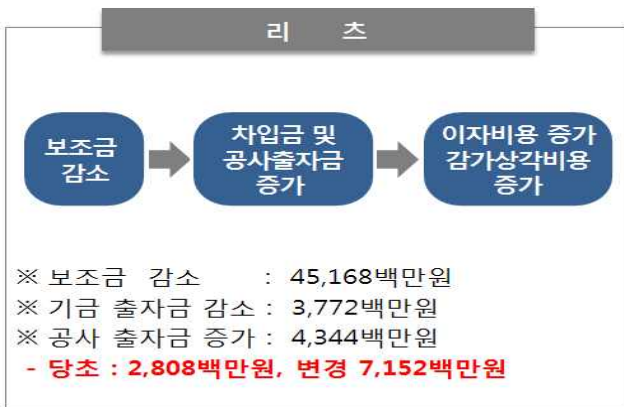 리 츠
보조금
감소
차입금 및
공사출자금
증가
이자비용 증가
감가상각비용
증가
※ 보조금 감소 : 45,168백만원
※ 기금 출자금 감소 : 3,772백만원
※ 공사 출자금 증가 : 4,344백만원
- 당초 : 2,808백만원, 변경 7,152백만원